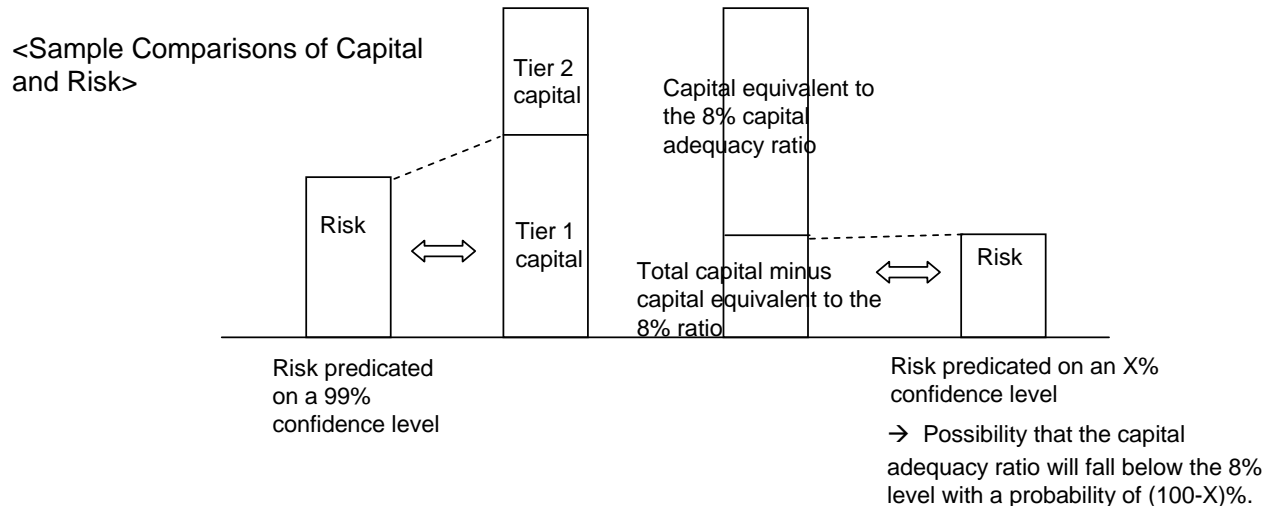 <Sample Comparisons of Capital
and Risk>
Risk
Tier 2
capital
Tier 1
capital
Capital equivalent to
the 8% capital
adequacy ratio
Total capital minus
capital equivalent to the
8% ratio
Risk
Risk predicated
on a 99%
confidence level
Risk predicated on an X%
confidence level
→ Possibility that the capital
adequacy ratio will fall below the 8%
level with a probability of (100-X)%.